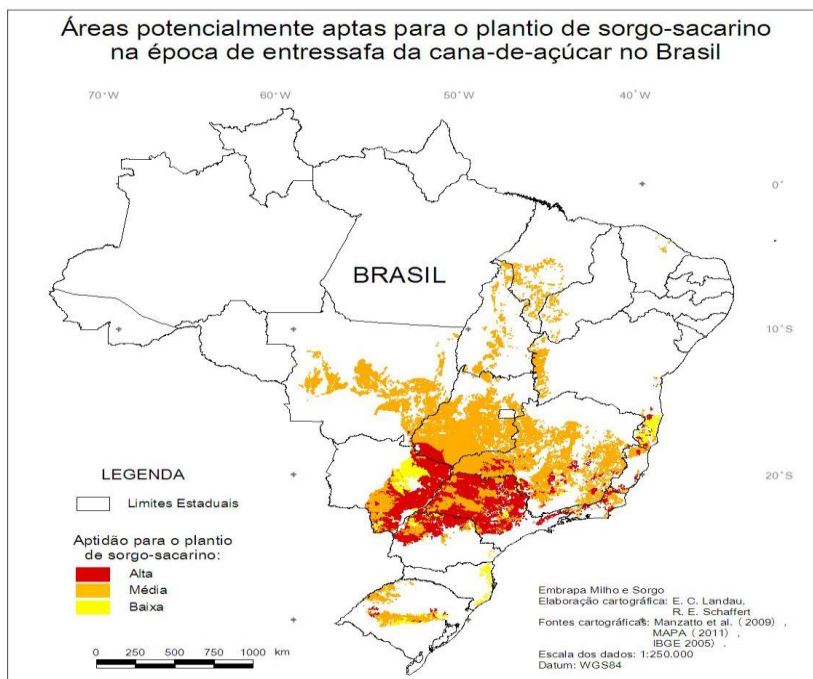 Áreas potencialmente aptas para o plantio de sorgo-sacarino
na época de entressafa da cana-de-açúcar no Brasil
70°W 60°W 50°W 40°W
0°
BRASIL
10°S
20°S
LEGENDA
Limites Estaduais
Aptidão para o plantio
de sorgo-sacarino:
Alta
Média
Baixa
0 250 500 750 1000 km
Embrapa Milho e Sorgo
Elaboração cartográfica: E. C. Landau,
R. E. Schaffert
Fontes cartográficas: Manzatto et al. (2009) ,
MAPA (2011) ,
IBGE 2005) ,
Escala dos dados: 1:250.000
Datum: WGS84